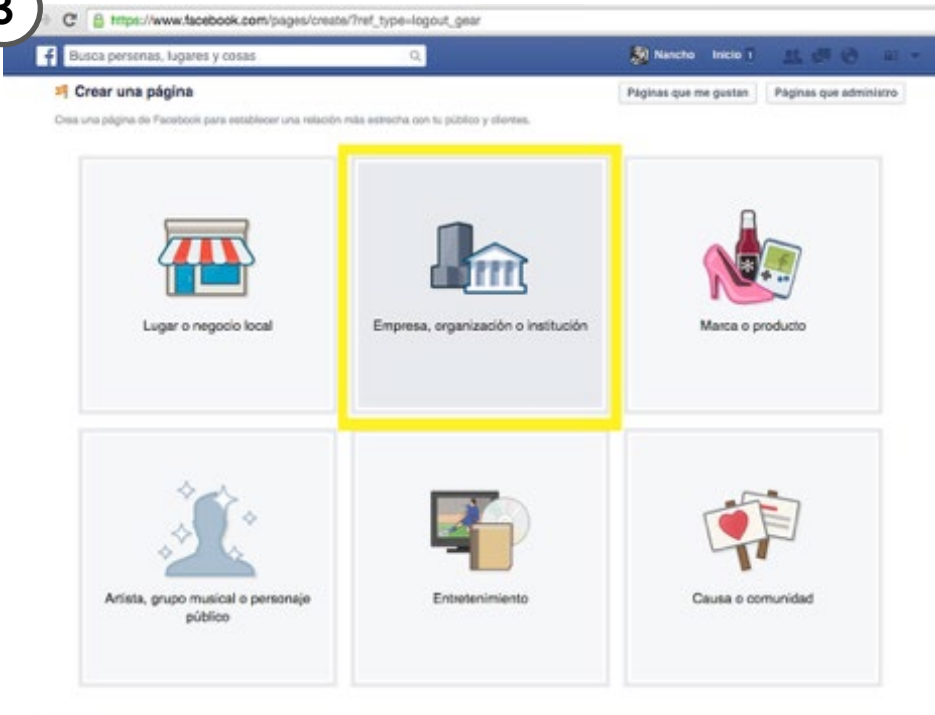 3
https://www.facebook.com/pages/create/?ref_type=logout_gear
f Busca personas, lugares y cosas Nancho Inicio 1
Crear una página Páginas que me gustan Páginas que administro
Crea una página de Facebook para establecer una relación más estrecha con tu público y clientes.
Lugar o negocio local
Empresa, organización o institución
Marca o producto
Artista, grupo musical o personaje
público
Entretenimiento
Causa o comunidad